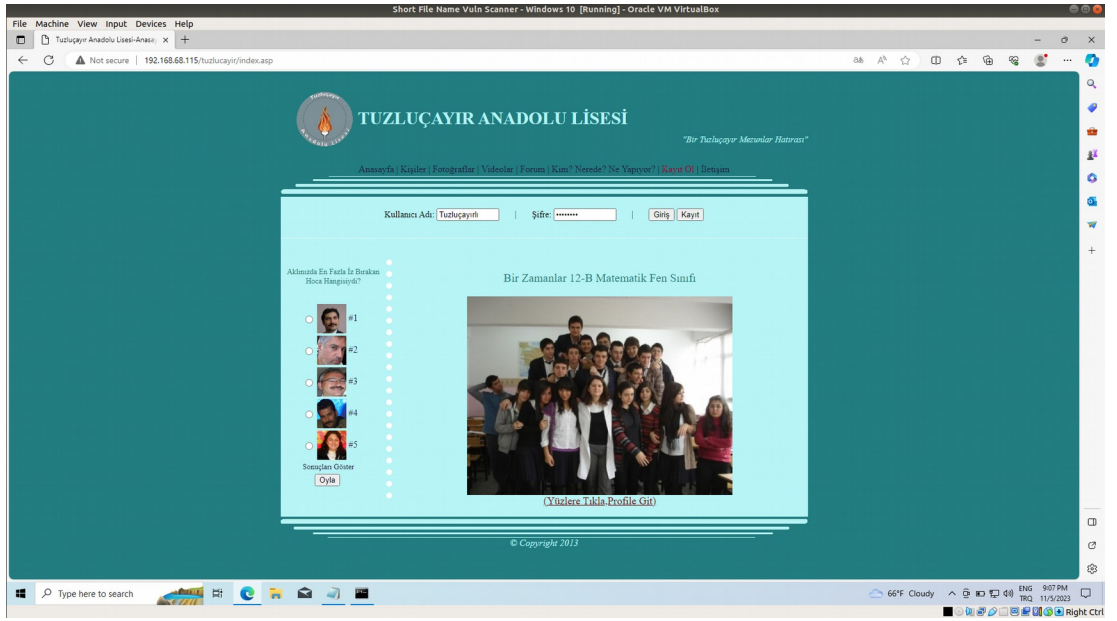 Short File Name Vuln Scanner - Windows 10 [Running] - Oracle VM VirtualBox
File Machine View Input Devices Help
Tuzluçayır Anadolu Lisesi-Anasay
Not secure | 192.168.68.115/tuzlucayir/index.asp
Tuzluçayır
Anadolu Lisesi
TUZLUÇAYIR ANADOLU LİSESİ
"Bir Tuzluçayır Mezunlar Hatırası"
Anasayfa | Kişiler | Fotoğraflar | Videolar | Forum | Kim? Nerede? Ne Yapıyor? | Kayıt Ol | İletişim
Kullanıcı Adı: Tuzluçayırlı | Şifre: •••••••• | Giriş Kayıt
Aklınızda En Fazla İz Bırakan
Hoca Hangisiydi?
#1
#2
#3
#4
#5
Sonuçları Göster
Oyla
Bir Zamanlar 12-B Matematik Fen Sınıfı
(Yüzlere Tıkla,Profile Git)
© Copyright 2013
Type here to search
66°F Cloudy
ENG
TRQ
9:07 PM
11/5/2023
Right Ctrl